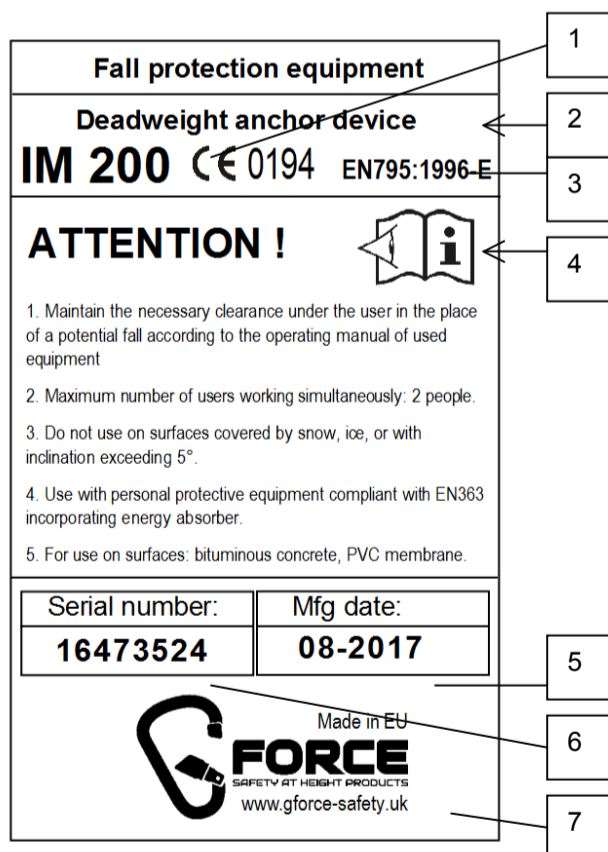 Fall protection equipment
1
Deadweight anchor device
2
IM 200 CE 0194 EN795:1996-E
3
ATTENTION !
i
4
1. Maintain the necessary clearance under the user in the place
of a potential fall according to the operating manual of used
equipment
2. Maximum number of users working simultaneously: 2 people.
3. Do not use on surfaces covered by snow, ice, or with
inclination exceeding 5°.
4. Use with personal protective equipment compliant with EN363
incorporating energy absorber.
5. For use on surfaces: bituminous concrete, PVC membrane.
Serial number: Mfg date:
16473524 08-2017
5
Made in EU
6
FORCE
SAFETY AT HEIGHT PRODUCTS
www.gforce-safety.uk
7